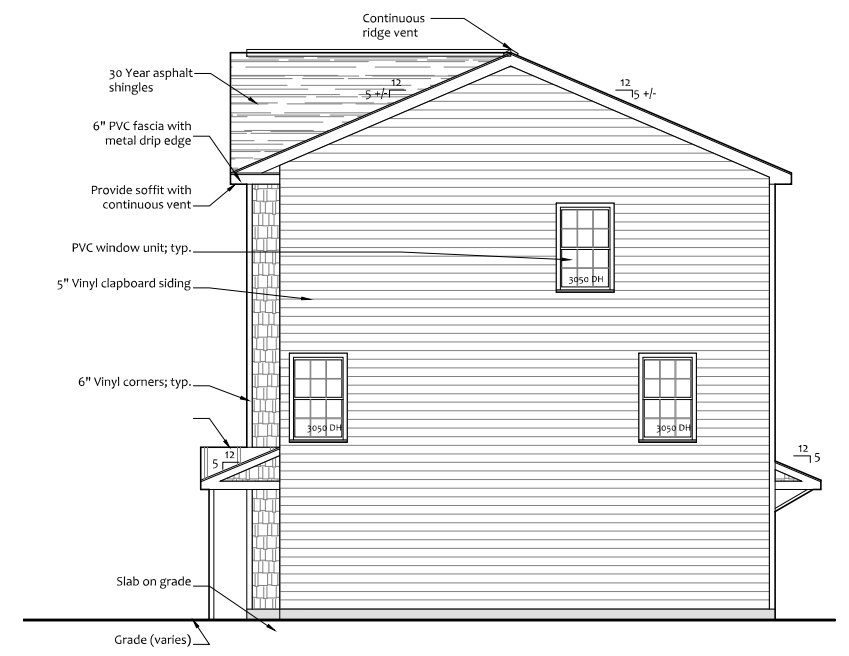 Continuous
ridge vent
30 Year asphalt
shingles
12
5 +/-
12
5 +/-
6" PVC fascia with
metal drip edge
Provide soffit with
continuous vent
PVC window unit; typ.
3050 DH
5" Vinyl clapboard siding
6" Vinyl corners; typ.
3050 DH
3050 DH
12
5
12
5
Slab on grade
Grade (varies)